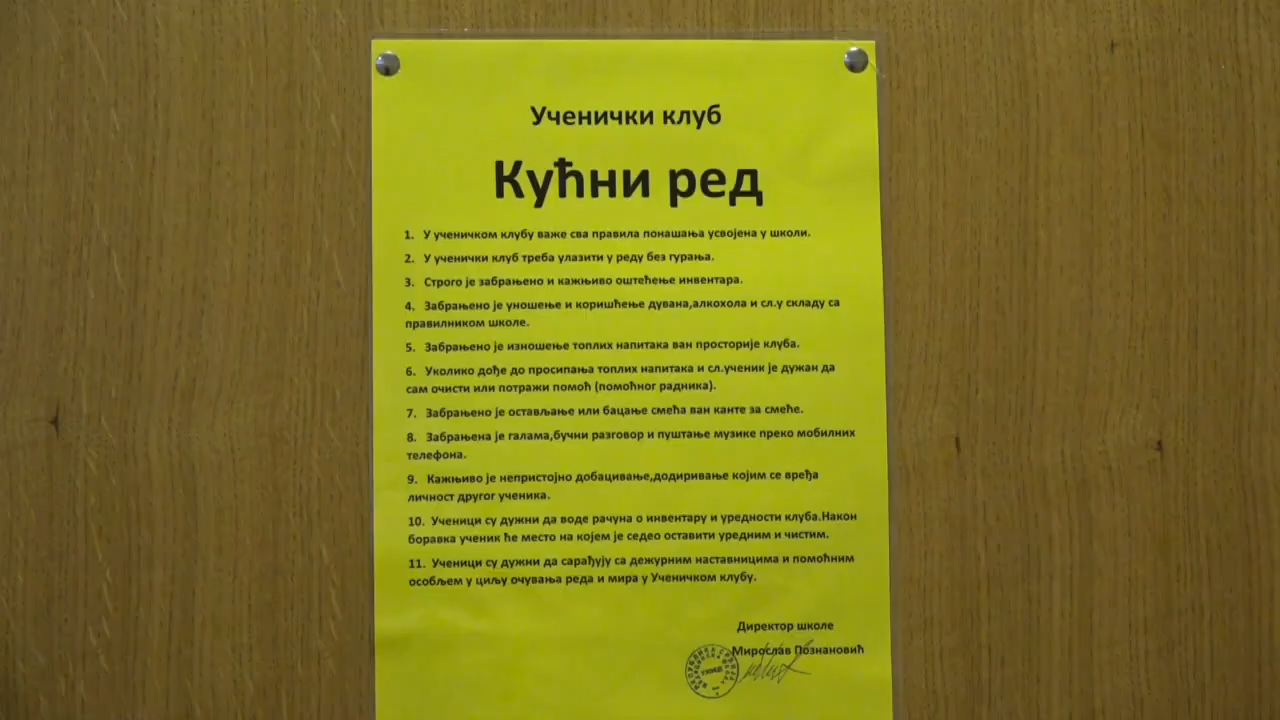 Ученички клуб
Кућни ред
1. У ученичком клубу важе сва правила понашања усвојена у школи.
2. У ученички клуб треба улазити у реду без гурања.
3. Строго је забрањено и кажњиво оштећење инвентара.
4. Забрањено је уношење и коришћење дувана,алкохола и сл.у складу са
правилником школе.
5. Забрањено је изношење топлих напитака ван просторије клуба.
6. Уколико дође до просипања топлих напитака и сл.ученик је дужан да
сам очисти или потражи помоћ (помоћног радника).
7. Забрањено је остављање или бацање смећа ван канте за смеће.
8. Забрањена је галама,бучни разговор и пуштање музике преко мобилних
телефона.
9. Кажњиво је непристојно добацивање,додиривање којим се вређа
личност другог ученика.
10. Ученици су дужни да воде рачуна о инвентару и уредности клуба.Након
боравка ученик ће место на којем је седео оставити уредним и чистим.
11. Ученици су дужни да сарађују са дежурним наставницима и помоћним
особљем у циљу очувања реда и мира у Ученичком клубу.
Директор школе
Мирослав Познановић
РЕПУБЛИКА СРБИЈА